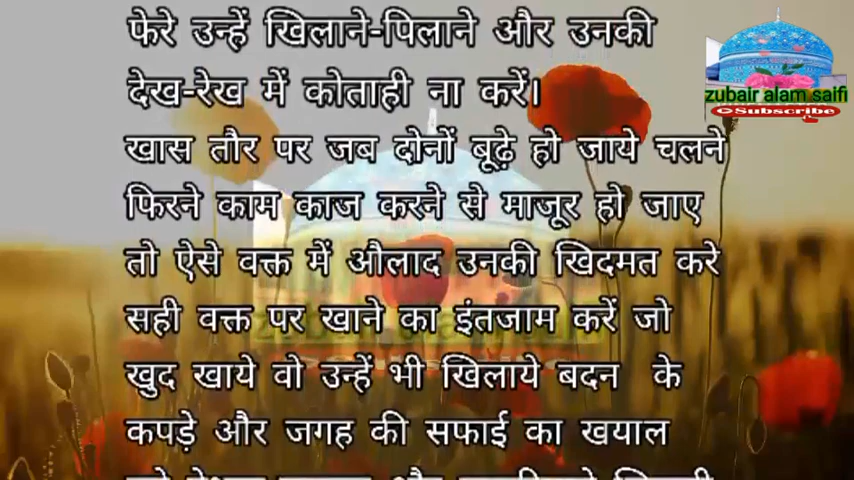 फेरे उन्हें खिलाने-पिलाने और उनकी
देख-रेख में कोताही ना करें।
खास तौर पर जब दोनों बूढ़े हो जाये चलने
फिरने काम काज करने से माजूर हो जाए
तो ऐसे वक्त में औलाद उनकी खिदमत करे
सही वक्त पर खाने का इंतजाम करें जो
खुद खाये वो उन्हें भी खिलाये बदन के
कपड़े और जगह की सफाई का खयाल
zubair alam saifi
Subscribe